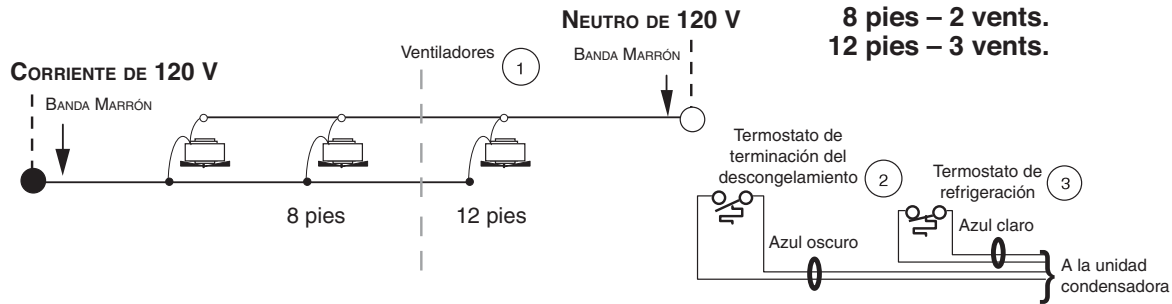 NEUTRO DE 120 V
8 pies – 2 vents.
12 pies – 3 vents.
Ventiladores
1
BANDA MARRÓN
CORRIENTE DE 120 V
BANDA MARRÓN
8 pies
12 pies
Termostato de
terminación del
descongelamiento
2
Termostato de
refrigeración
3
Azul oscuro
Azul claro
A la unidad
condensadora